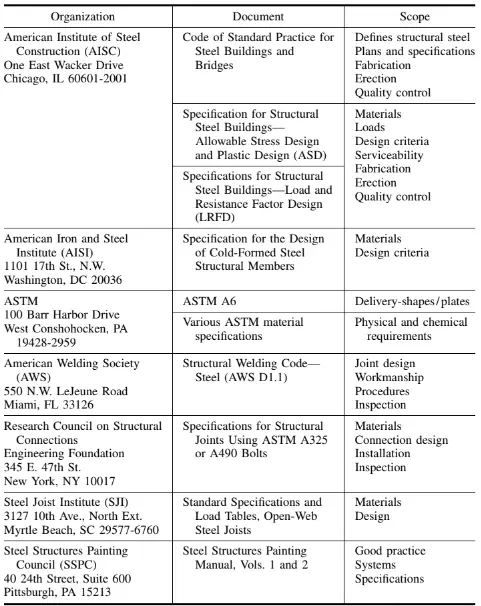 Organization
Document
Scope
American Institute of Steel
Construction (AISC)
One East Wacker Drive
Chicago, IL 60601-2001
Code of Standard Practice for
Steel Buildings and
Bridges
Defines structural steel
Plans and specifications
Fabrication
Erection
Quality control
Specification for Structural
Steel Buildings—
Allowable Stress Design
and Plastic Design (ASD)
Specifications for Structural
Steel Buildings—Load and
Resistance Factor Design
(LRFD)
Materials
Loads
Design criteria
Serviceability
Fabrication
Erection
Quality control
American Iron and Steel
Institute (AISI)
1101 17th St., N.W.
Washington, DC 20036
Specification for the Design
of Cold-Formed Steel
Structural Members
Materials
Design criteria
ASTM
100 Barr Harbor Drive
West Conshohocken, PA
19428-2959
ASTM A6
Delivery-shapes/plates
Various ASTM material
specifications
Physical and chemical
requirements
American Welding Society
(AWS)
550 N.W. LeJeune Road
Miami, FL 33126
Structural Welding Code—
Steel (AWS D1.1)
Joint design
Workmanship
Procedures
Inspection
Research Council on Structural
Connections
Engineering Foundation
345 E. 47th St.
New York, NY 10017
Specifications for Structural
Joints Using ASTM A325
or A490 Bolts
Materials
Connection design
Installation
Inspection
Steel Joist Institute (SJI)
3127 10th Ave., North Ext.
Myrtle Beach, SC 29577-6760
Standard Specifications and
Load Tables, Open-Web
Steel Joists
Materials
Design
Steel Structures Painting
Council (SSPC)
40 24th Street, Suite 600
Pittsburgh, PA 15213
Steel Structures Painting
Manual, Vols. 1 and 2
Good practice
Systems
Specifications